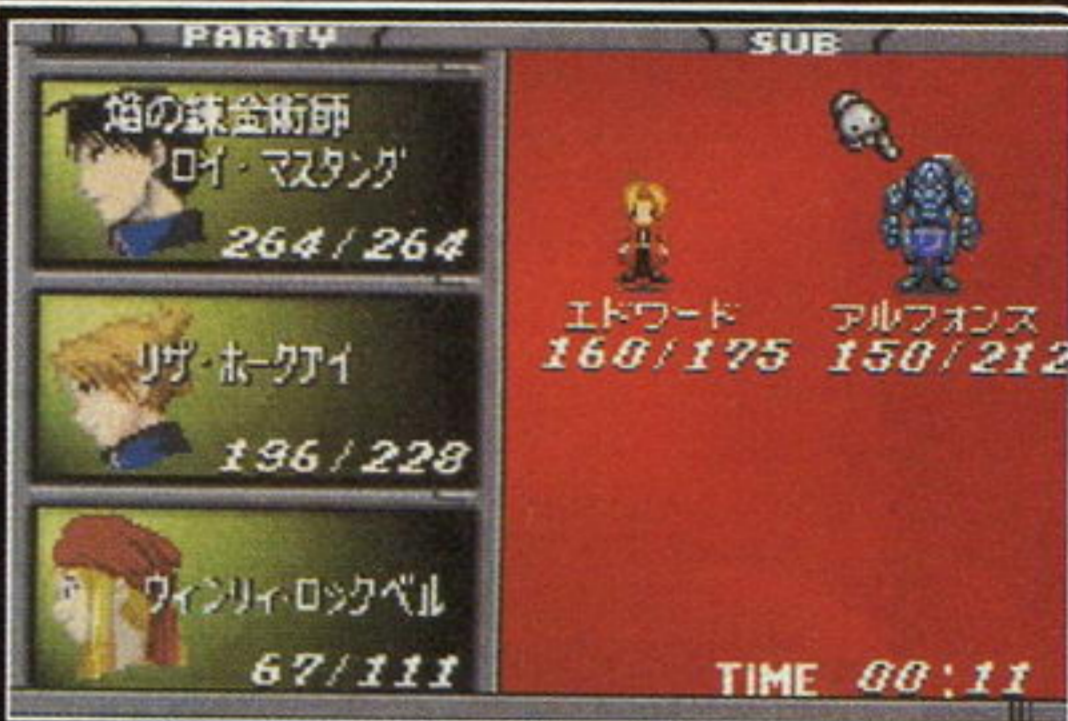 PARTY
焔の錬金術師
ロイ・マスタング
264/264
リザ・ホークアイ
196/228
ウィンリィ・ロックベル
67/111
SUB
エドワード
160/175
アルフォンス
150/212
TIME 00:11